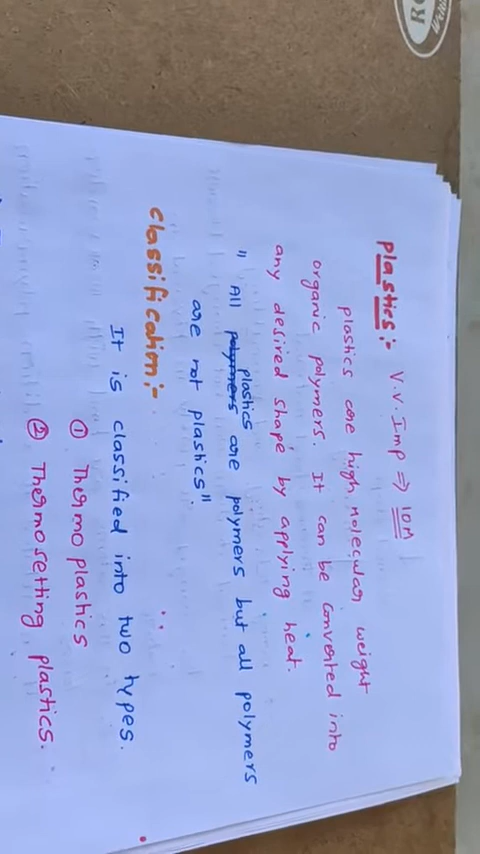 Plastics:- V.V. Imp => 10M
plastics are high molecular weight
organic polymers. It can be converted into
any desired shape by applying heat.
" All polymers plastics are polymers but all polymers
are not plastics".
Classification:-
It is classified into two types.
① Thermoplastics
② Thermosetting plastics.